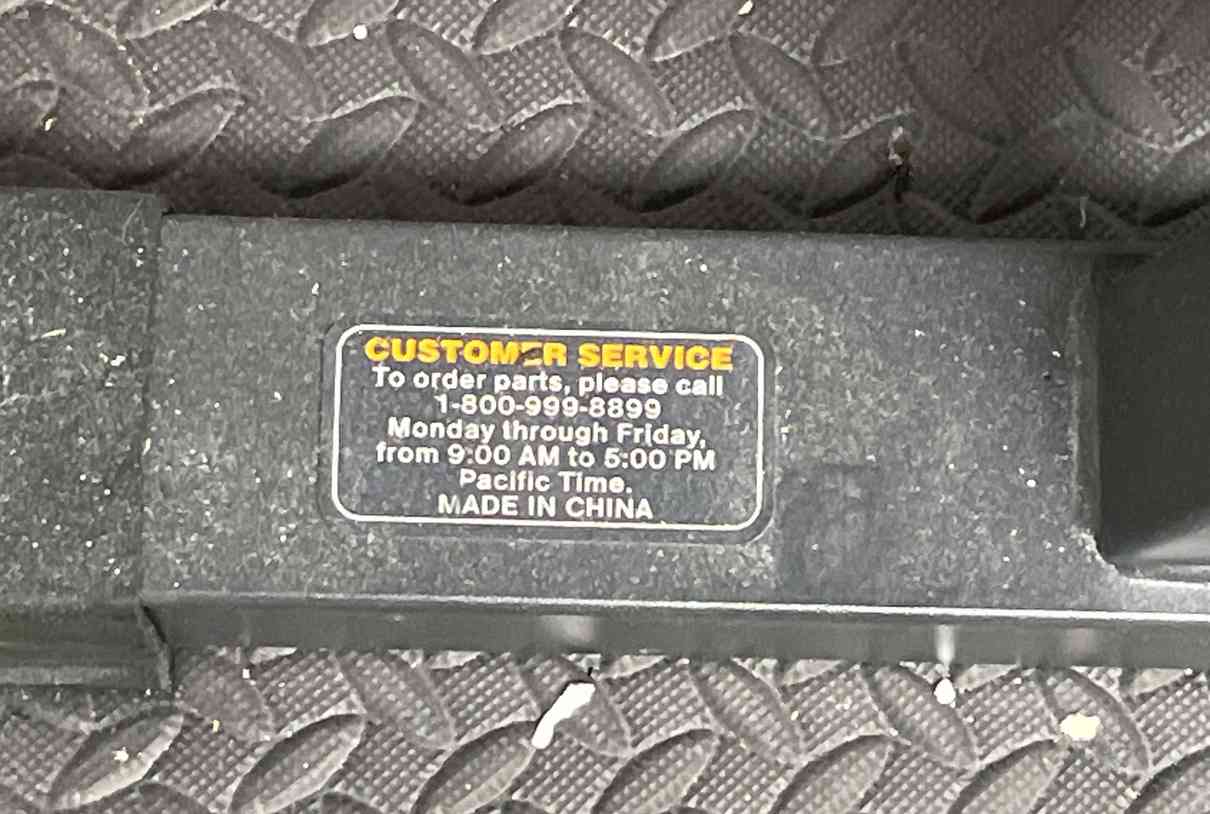 CUSTOMER SERVICE
To order parts, please call
1-800-999-8899
Monday through Friday,
from 9:00 AM to 5:00 PM
Pacific Time.
MADE IN CHINA